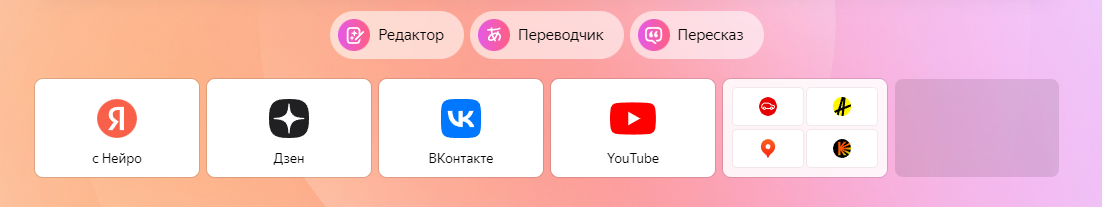 Редактор
Переводчик
Пересказ
с Нейро
Дзен
ВКонтакте
YouTube